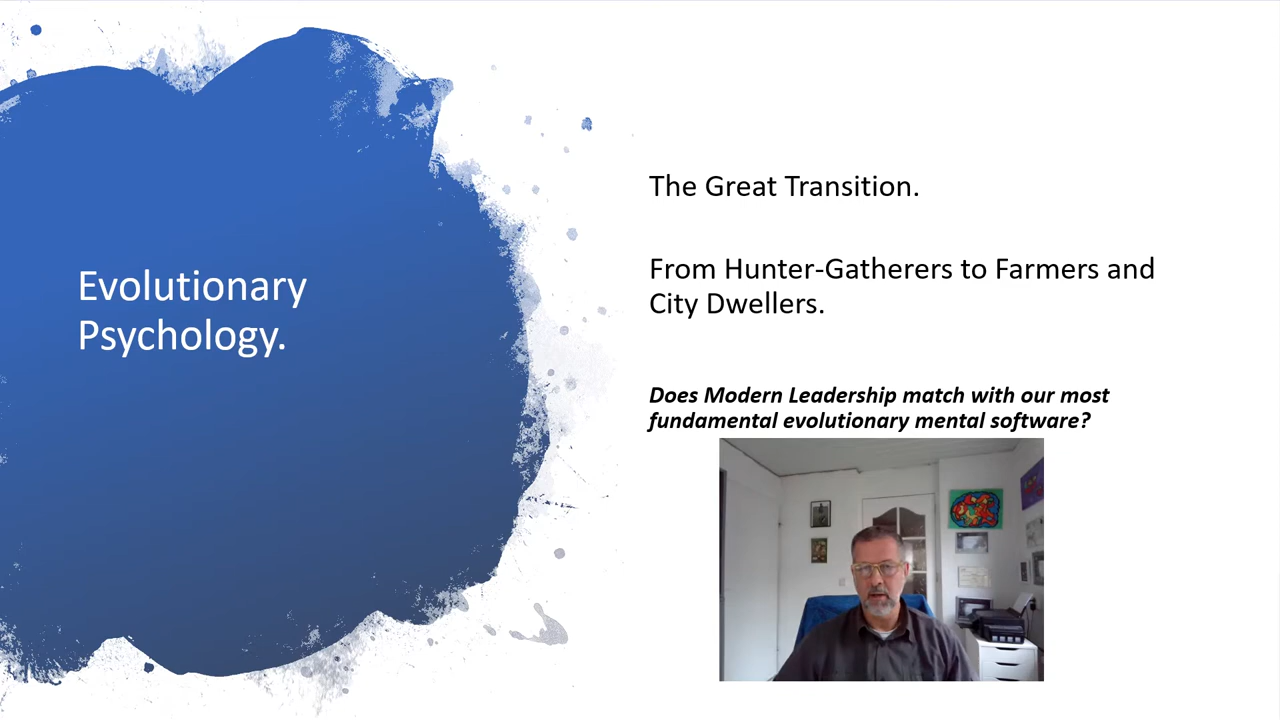 Evolutionary
Psychology.
The Great Transition.
From Hunter-Gatherers to Farmers and
City Dwellers.
Does Modern Leadership match with our most
fundamental evolutionary mental software?